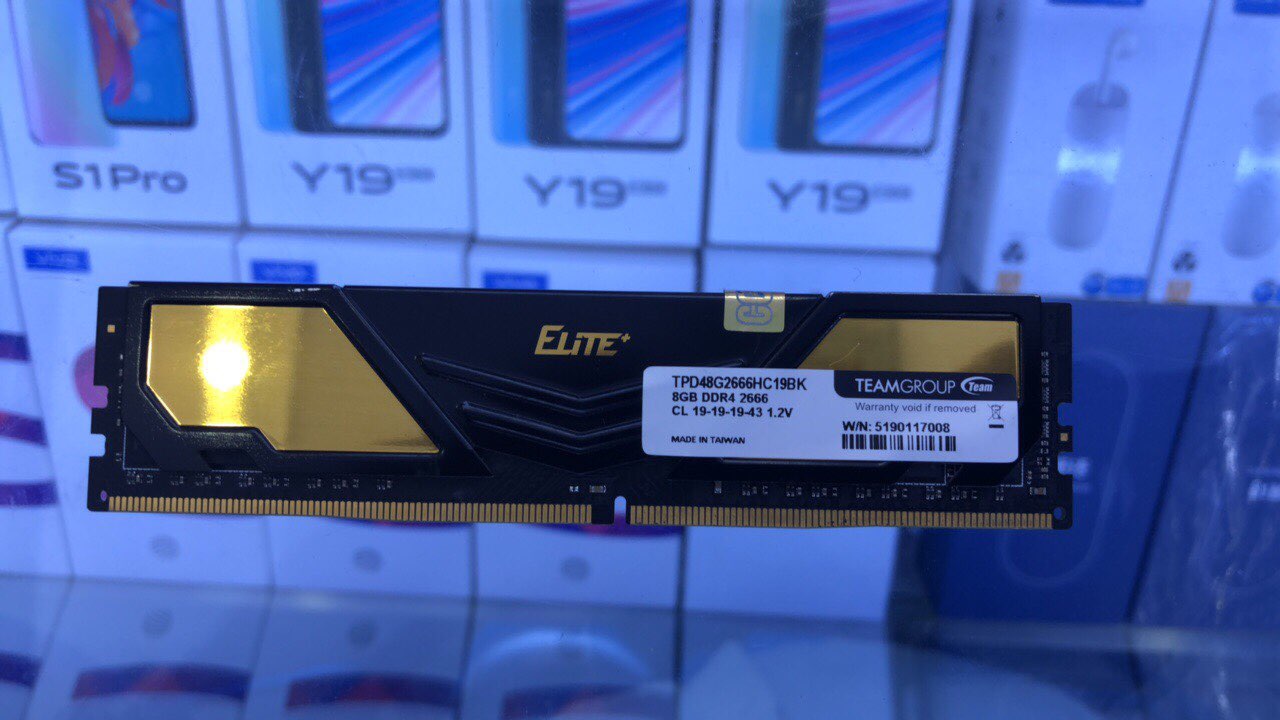 S1Pro
Y19
Y19
Y19
vivo
ELiTE+
TPD48G2666HC19BK
8GB DDR4 2666
CL 19-19-19-43 1.2V
MADE IN TAIWAN
TEAMGROUP Team
Warranty void if removed
W/N: 5190117008